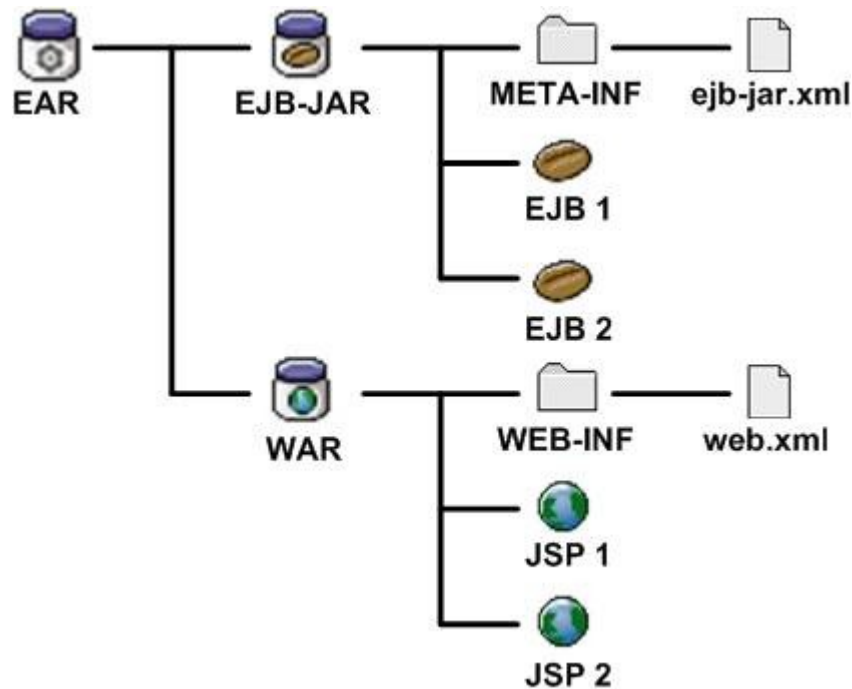 EAR
EJB-JAR
META-INF
ejb-jar.xml
EJB 1
EJB 2
WAR
WEB-INF
web.xml
JSP 1
JSP 2